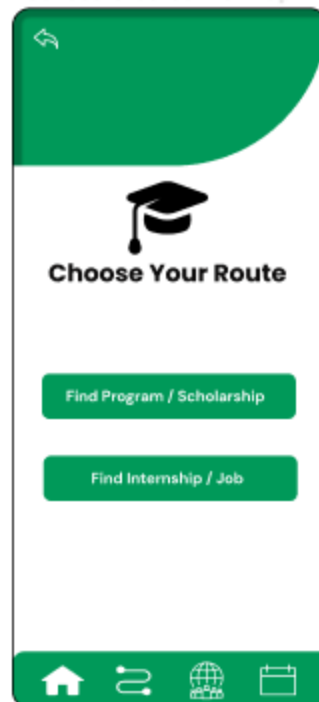 Choose Your Route
Find Program / Scholarship
Find Internship / Job